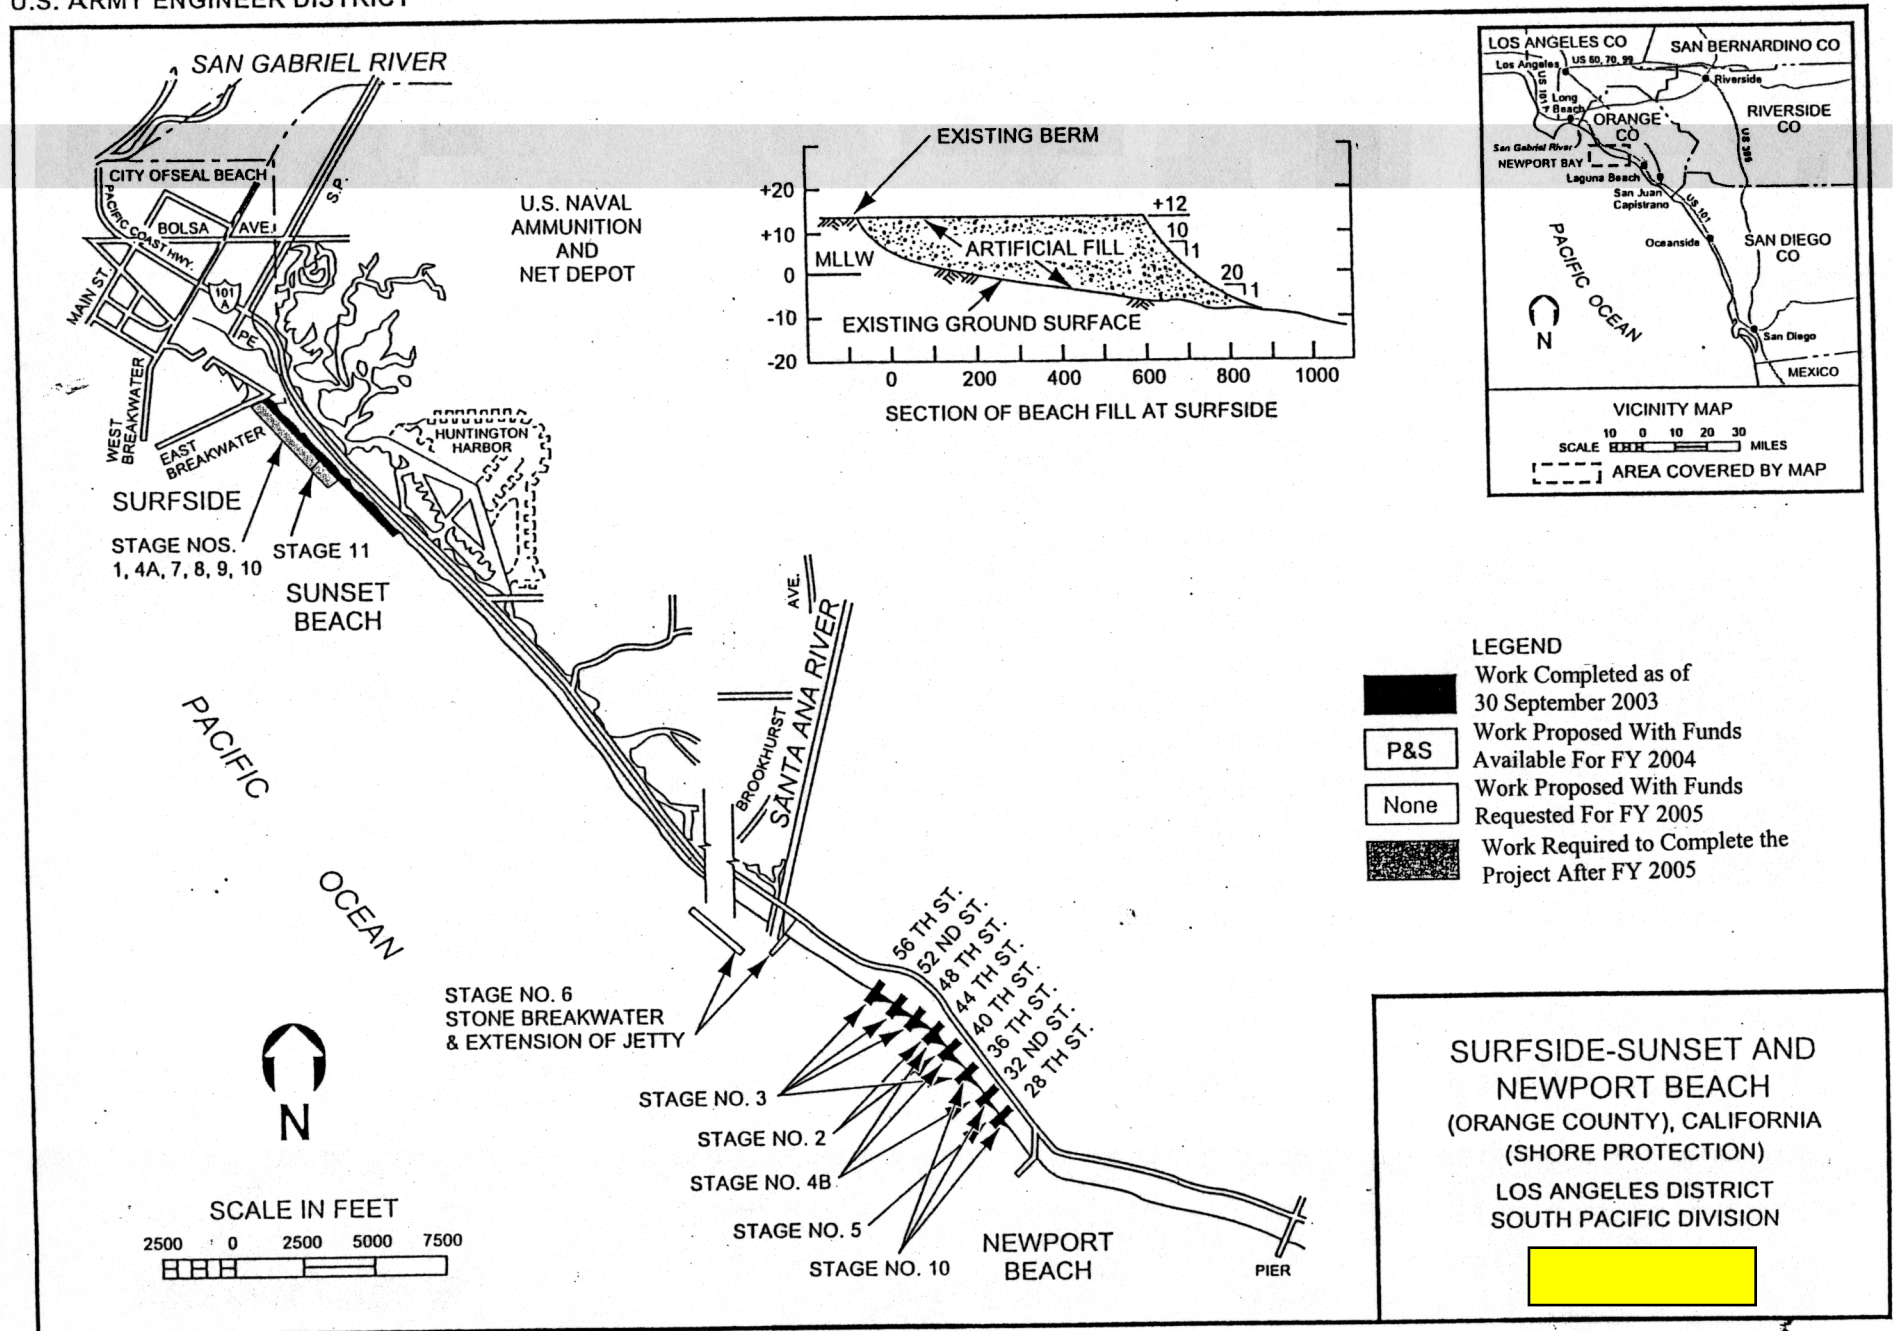 U.S. ARMY ENGINEER DISTRICT
SAN GABRIEL RIVER
CITY OF SEAL BEACH
PACIFIC COAST HWY.
BOLSA AVE.
S.P.
MAIN ST.
101
A
PE
WEST
BREAKWATER
EAST
BREAKWATER
SURFSIDE
STAGE NOS.
1, 4A, 7, 8, 9, 10
STAGE 11
SUNSET
BEACH
HUNTINGTON
HARBOR
U.S. NAVAL
AMMUNITION
AND
NET DEPOT
EXISTING BERM
+20
+10
MLLW
0
-10
-20
+12
10
1
20
1
ARTIFICIAL FILL
EXISTING GROUND SURFACE
0 200 400 600 800 1000
SECTION OF BEACH FILL AT SURFSIDE
LOS ANGELES CO
SAN BERNARDINO CO
Los Angeles
US 60, 70, 99
US 101
Riverside
Long
Beach
ORANGE
CO
RIVERSIDE
CO
San Gabriel River
NEWPORT BAY
US 395
Laguna Beach
San Juan
Capistrano
US 101
Oceanside
SAN DIEGO
CO
PACIFIC OCEAN
N
San Diego
MEXICO
VICINITY MAP
10 0 10 20 30
SCALE MILES
AREA COVERED BY MAP
PACIFIC
OCEAN
AVE.
BROOKHURST
SANTA ANA RIVER
LEGEND
Work Completed as of
30 September 2003
P&S
Work Proposed With Funds
Available For FY 2004
None
Work Proposed With Funds
Requested For FY 2005
Work Required to Complete the
Project After FY 2005
56 TH ST.
52 ND ST.
48 TH ST.
44 TH ST.
40 TH ST.
36 TH ST.
32 ND ST.
28 TH ST.
STAGE NO. 6
STONE BREAKWATER
& EXTENSION OF JETTY
STAGE NO. 3
STAGE NO. 2
STAGE NO. 4B
STAGE NO. 5
STAGE NO. 10
NEWPORT
BEACH
PIER
N
SCALE IN FEET
2500 0 2500 5000 7500
SURFSIDE-SUNSET AND
NEWPORT BEACH
(ORANGE COUNTY), CALIFORNIA
(SHORE PROTECTION)
LOS ANGELES DISTRICT
SOUTH PACIFIC DIVISION